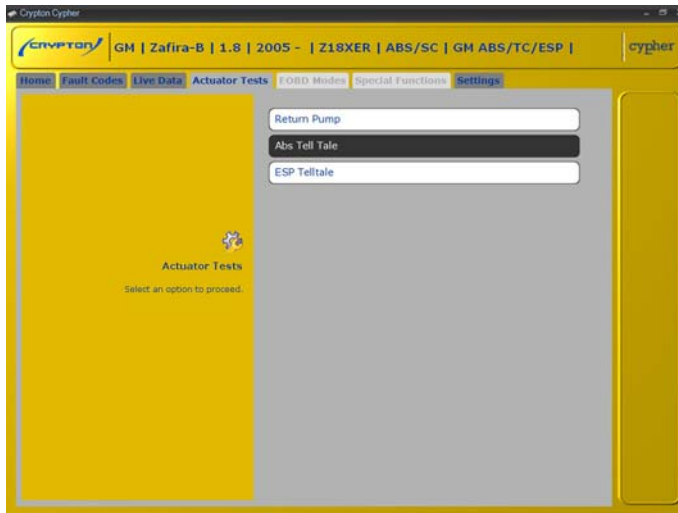 Crypton Cypher
CRYPTON GM | Zafira-B | 1.8 | 2005 - | Z18XER | ABS/SC | GM ABS/TC/ESP | cypher
Home Fault Codes Live Data Actuator Tests EOBD Modes Special Functions Settings
Return Pump
Abs Tell Tale
ESP Telltale
Actuator Tests
Select an option to proceed.